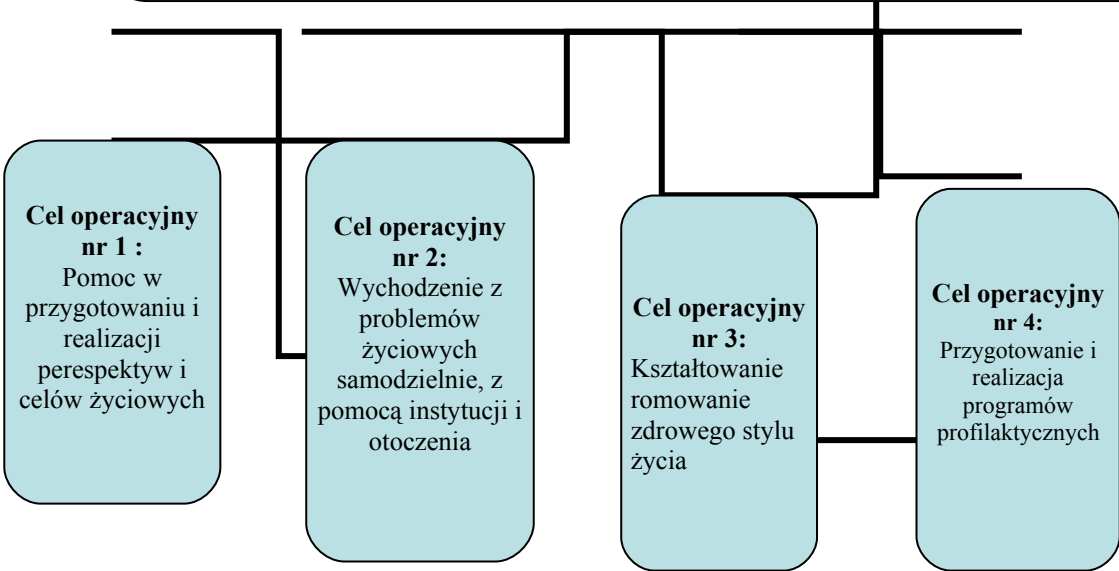 Cel operacyjny
nr 1 :
Pomoc w
przygotowaniu i
realizacji
perespektyw i
celów życiowych
Cel operacyjny
nr 2:
Wychodzenie z
problemów
życiowych
samodzielnie, z
pomocą instytucji i
otoczenia
Cel operacyjny
nr 3:
Kształtowanie
romowanie
zdrowego stylu
życia
Cel operacyjny
nr 4:
Przygotowanie i
realizacja
programów
profilaktycznych